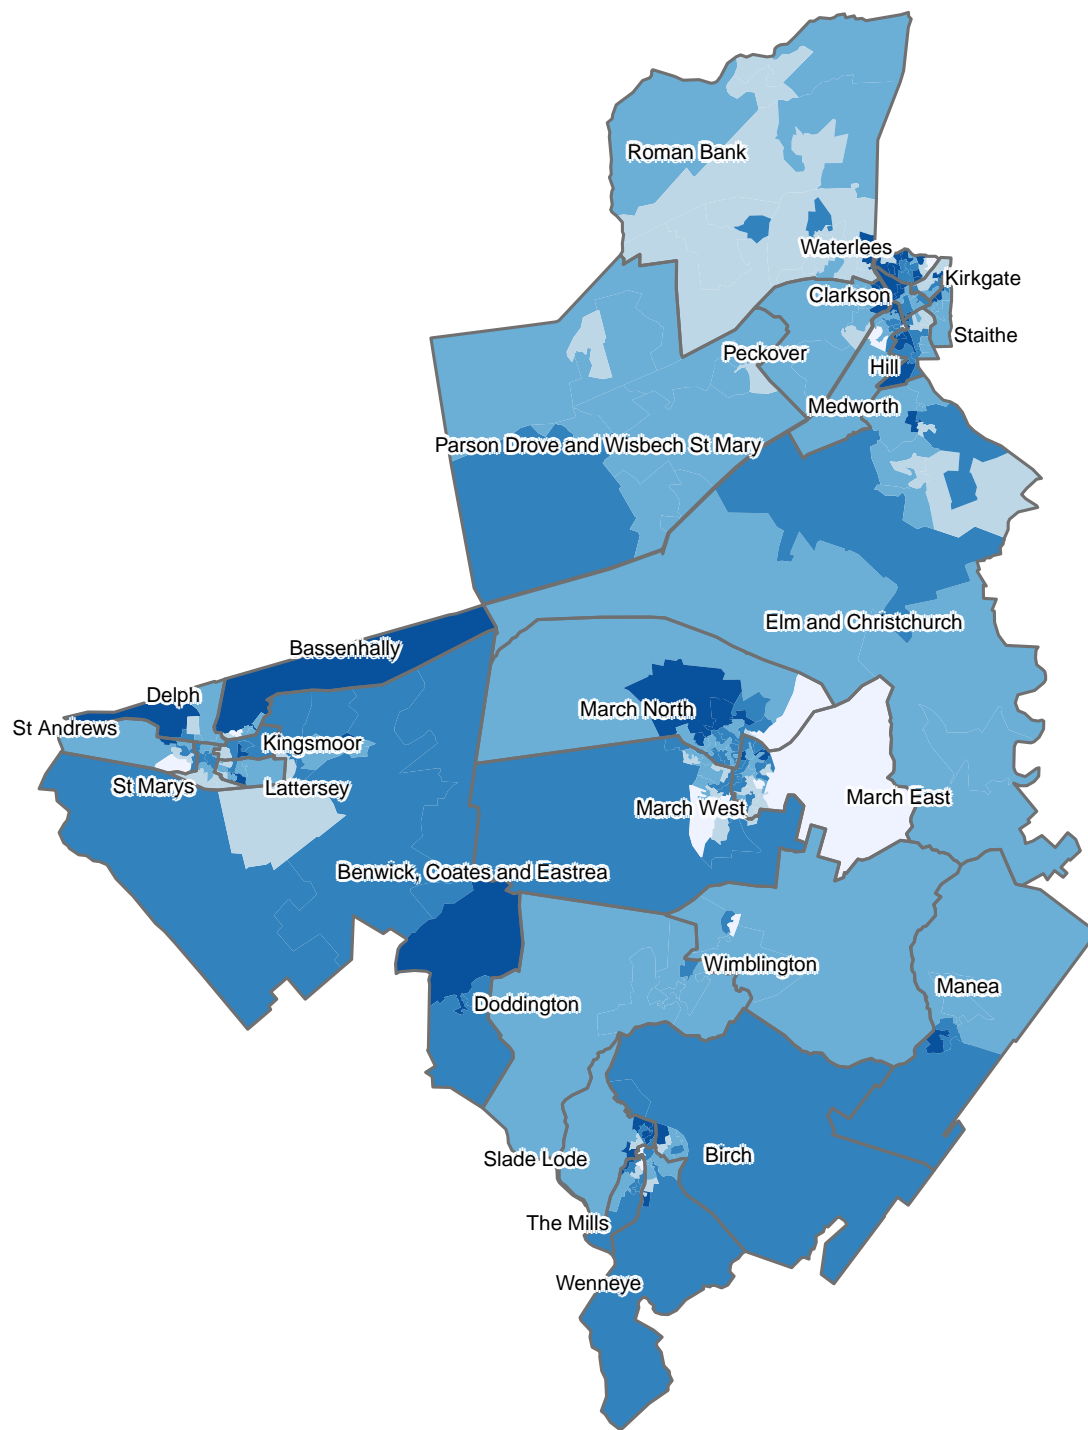 Roman Bank
Waterlees
Kirkgate
Clarkson
Staithe
Peckover
Hill
Medworth
Parson Drove and Wisbech St Mary
Elm and Christchurch
Bassenhally
Delph
March North
St Andrews
Kingsmoor
St Marys
Lattersey
March East
March West
Benwick, Coates and Eastrea
Wimblington
Manea
Doddington
Birch
Slade Lode
The Mills
Wenneye